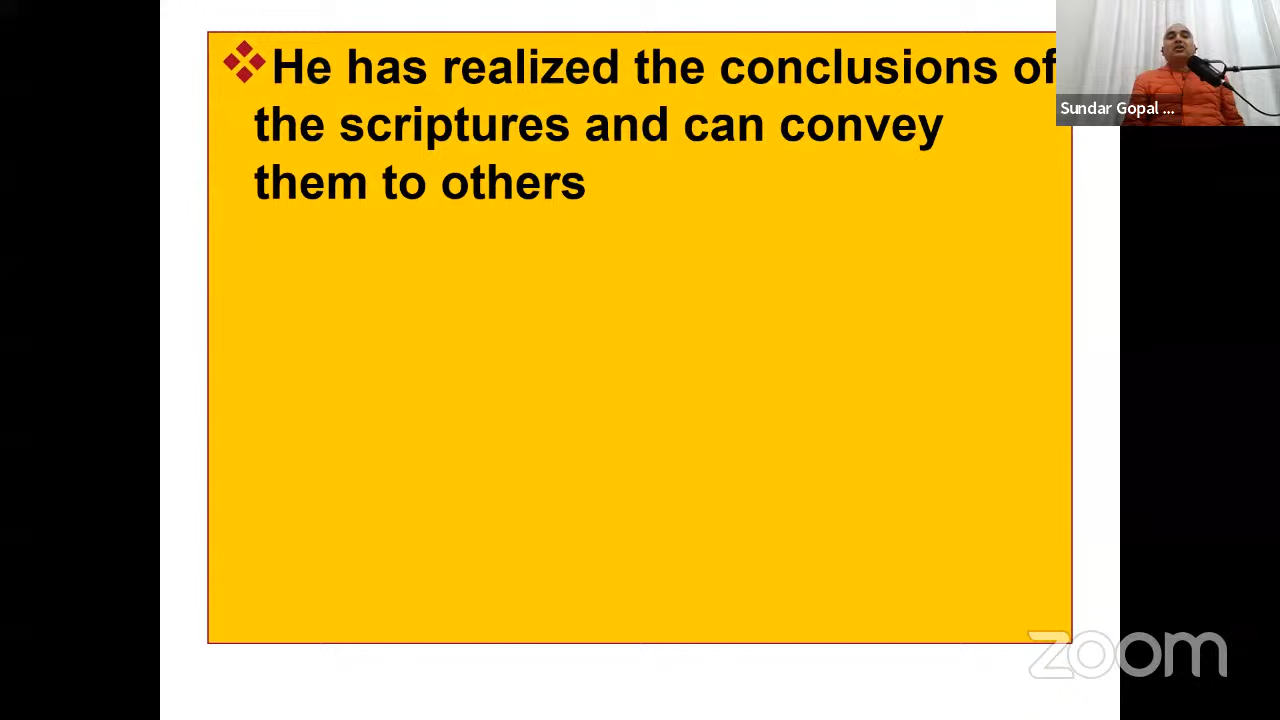 He has realized the conclusions of
the scriptures and can convey
them to others
Sundar Gopal ...
zoom